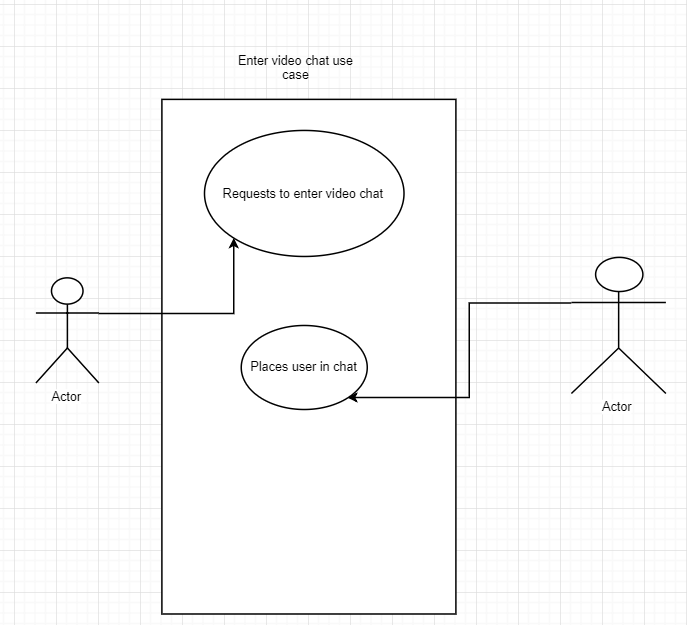 Enter video chat use
case
Requests to enter video chat
Places user in chat
Actor
Actor